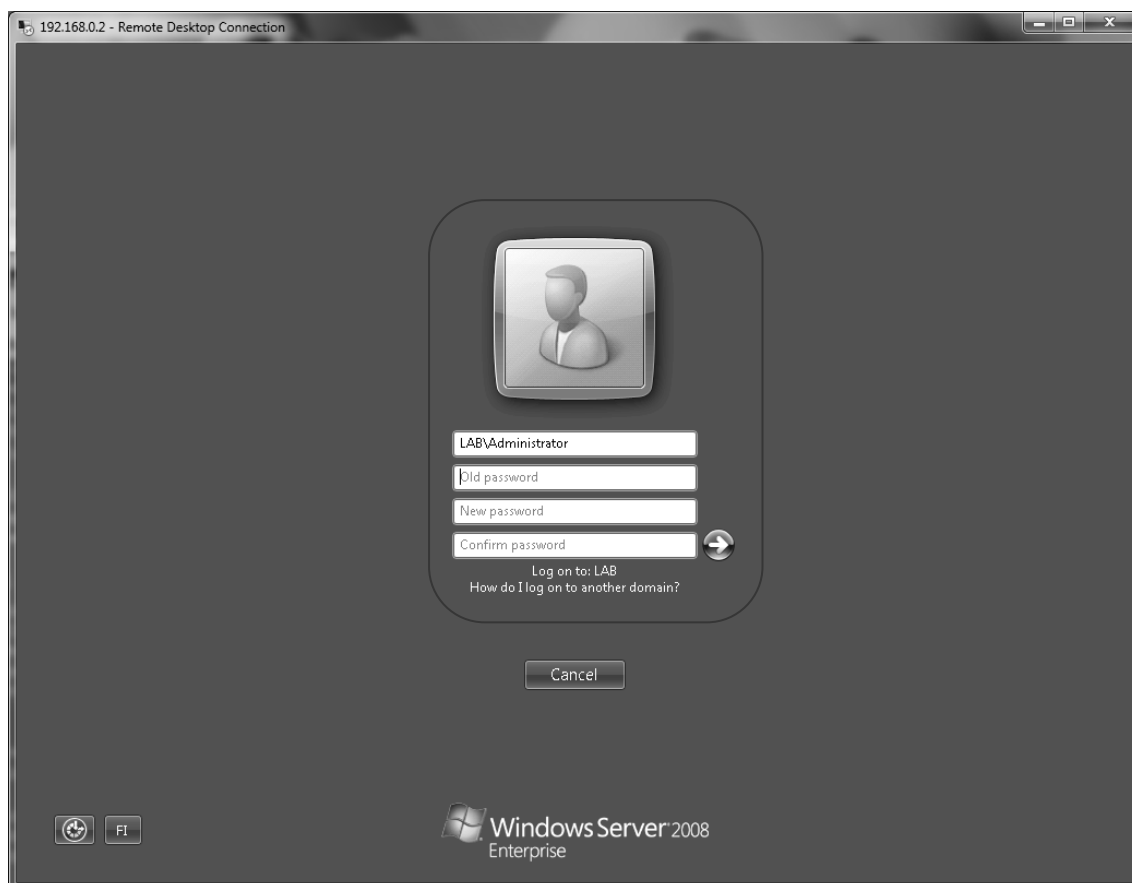 192.168.0.2 - Remote Desktop Connection
LAB\Administrator
Old password
New password
Confirm password
Log on to: LAB
How do I log on to another domain?
Cancel
FI
Windows Server 2008
Enterprise